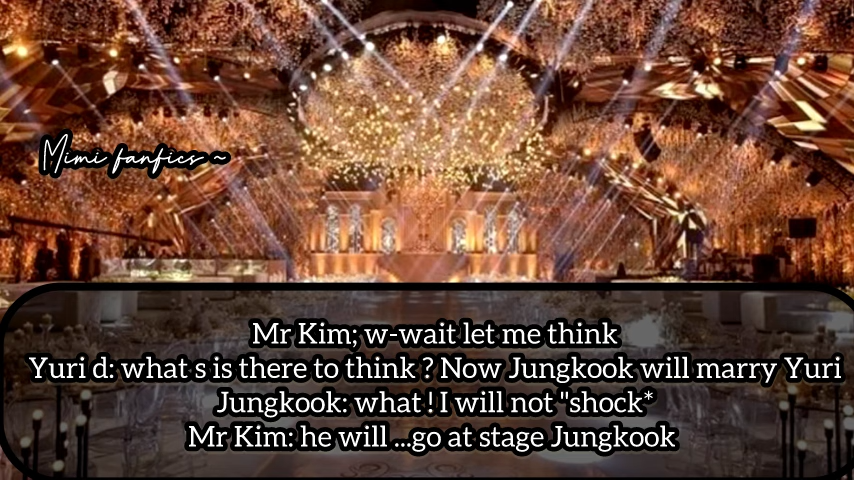 Mimi fanfics ~
Mr Kim; w-wait let me think
Yuri d: what s is there to think ? Now Jungkook will marry Yuri
Jungkook: what ! I will not "shock*
Mr Kim: he will ...go at stage Jungkook